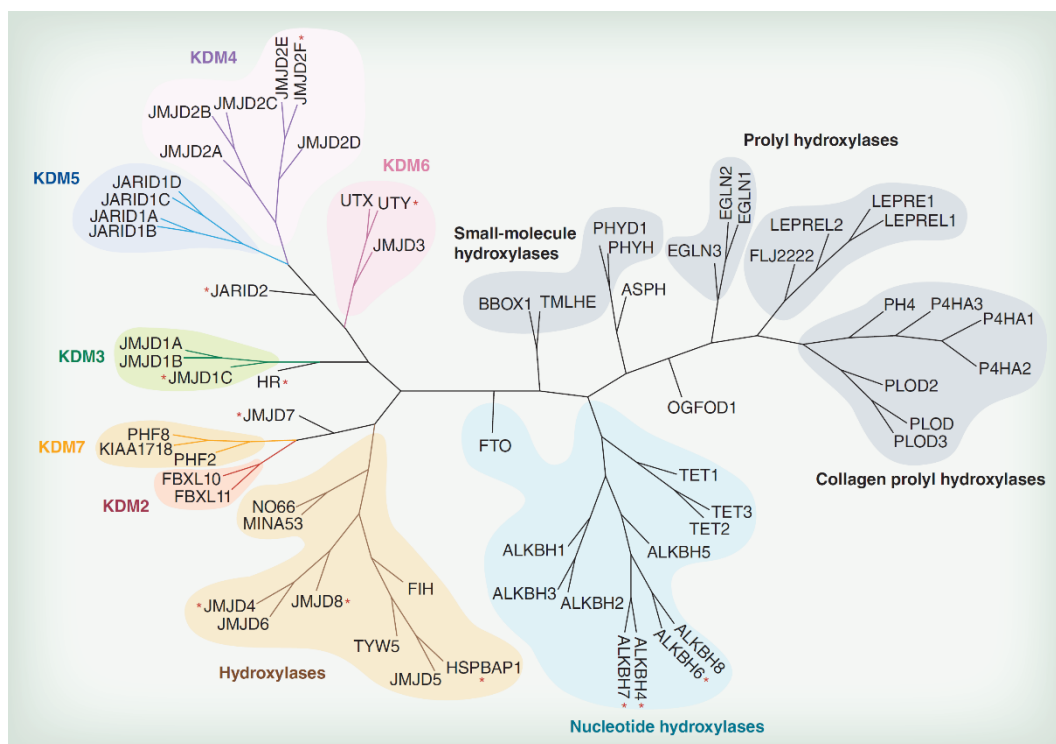 KDM4
JMJD2E
JMJD2F*
JMJD2C
JMJD2B
JMJD2D
JMJD2A
KDM5
JARID1D
JARID1C
JARID1A
JARID1B
KDM6
UTX
UTY*
JMJD3
*JARID2
KDM3
JMJD1A
JMJD1B
*JMJD1C
HR*
*JMJD7
KDM7
PHF8
KIAA1718
PHF2
KDM2
FBXL10
FBXL11
NO66
MINA53
*JMJD4
JMJD6
JMJD8*
FIH
TYW5
JMJD5
HSPBAP1
*
Hydroxylases
Small-molecule
hydroxylases
BBOX1
TMLHE
PHYD1
PHYH
ASPH
Prolyl hydroxylases
EGLN2
EGLN1
EGLN3
LEPRE1
LEPREL1
LEPREL2
FLJ2222
PH4
P4HA3
P4HA1
P4HA2
PLOD2
PLOD
PLOD3
Collagen prolyl hydroxylases
OGFOD1
FTO
TET1
TET3
TET2
ALKBH1
ALKBH3
ALKBH2
ALKBH5
ALKBH8
ALKBH6*
ALKBH4*
ALKBH7*
Nucleotide hydroxylases